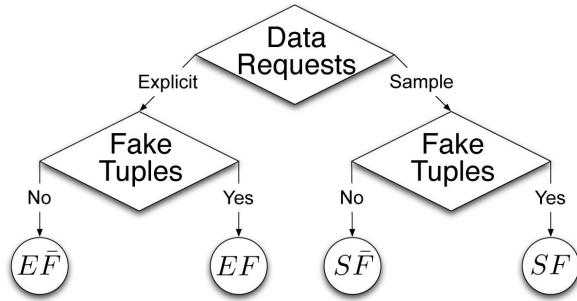 Data
Requests
Explicit
Sample
Fake
Tuples
Fake
Tuples
No
Yes
No
Yes
EF̄
EF
SF̄
SF